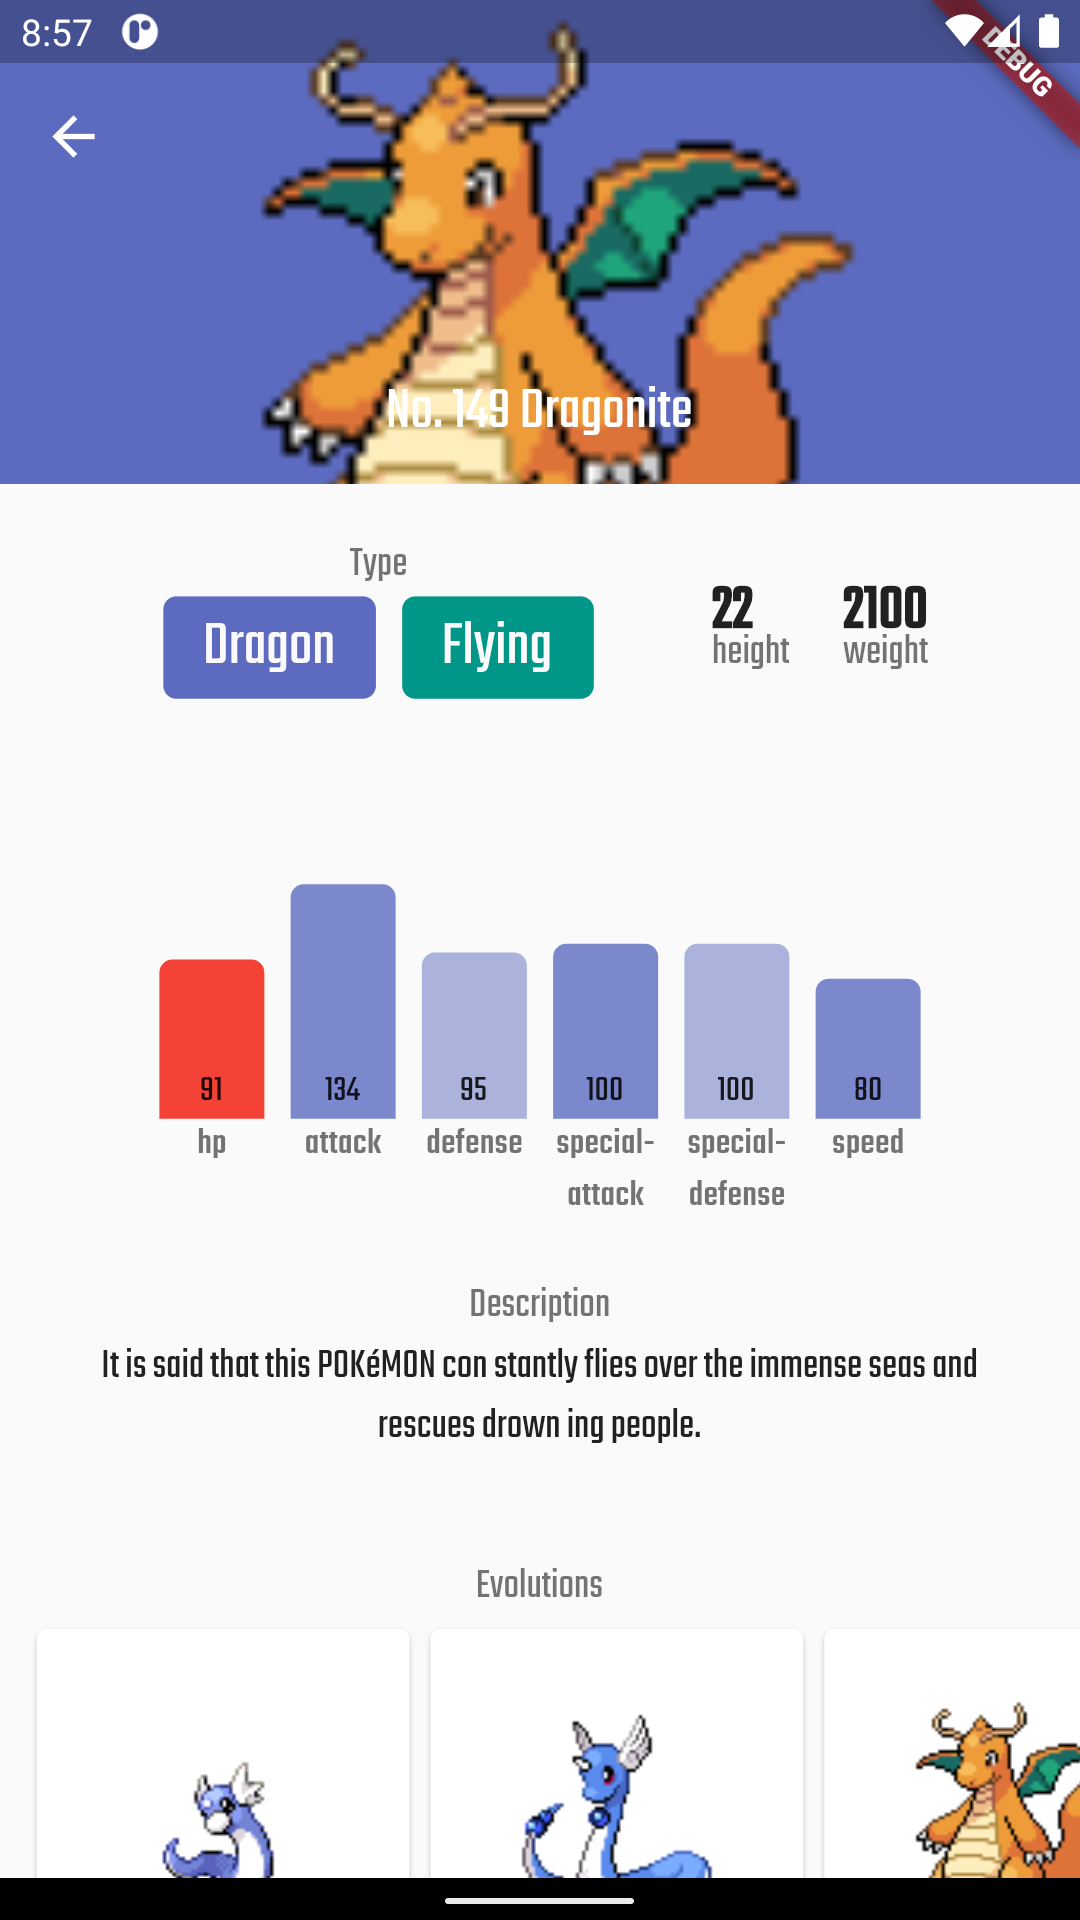 8:57
DEBUG
No. 149 Dragonite
Type
Dragon
Flying
22
height
2100
weight
91
134
95
100
100
80
hp
attack
defense
special-
attack
special-
defense
speed
Description
It is said that this POKéMON con stantly flies over the immense seas and
rescues drown ing people.
Evolutions